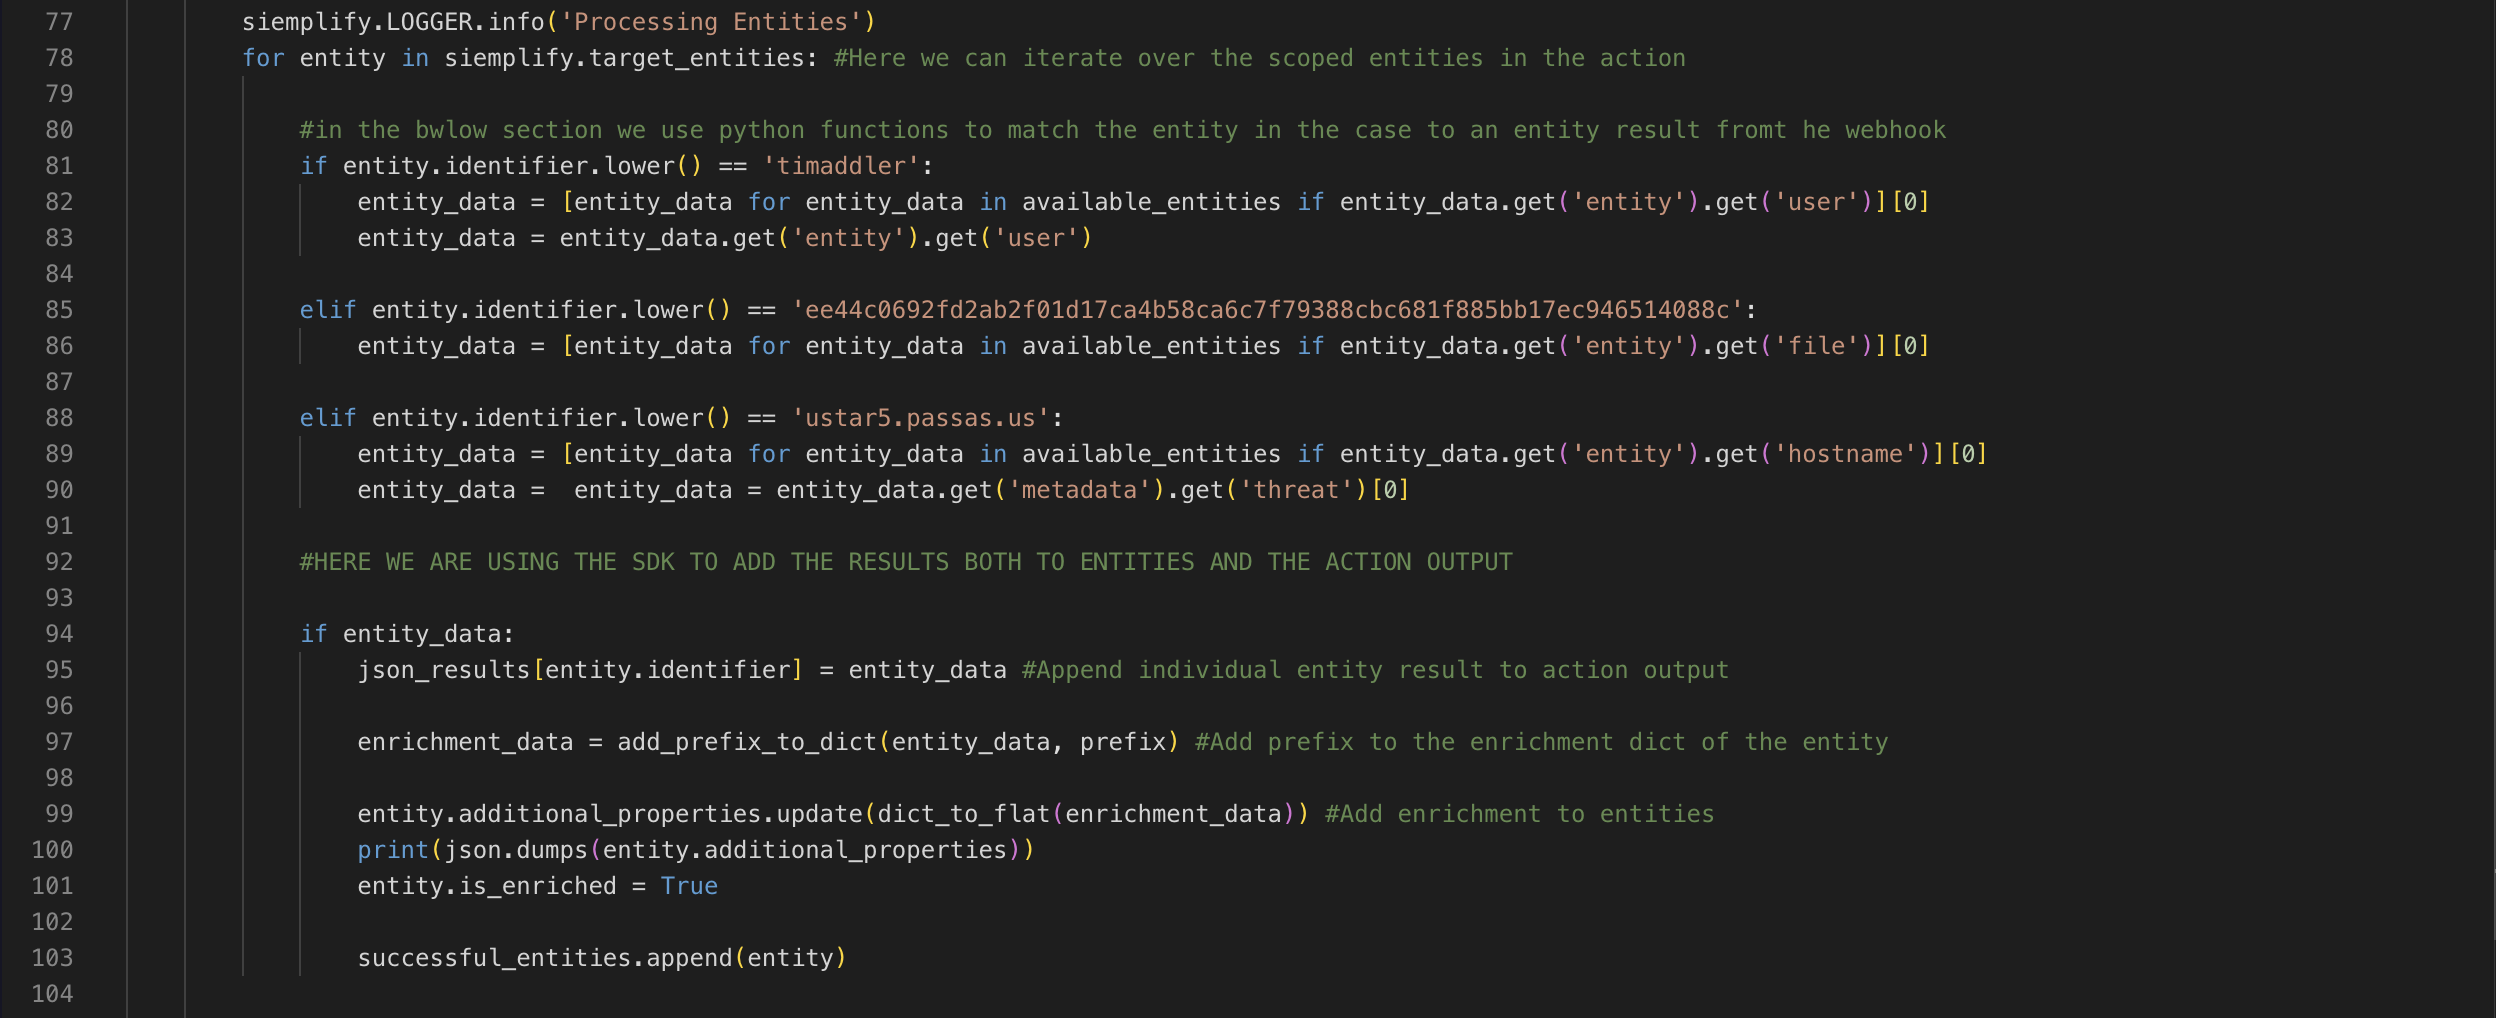 77 siemplify.LOGGER.info('Processing Entities')
78 for entity in siemplify.target_entities: #Here we can iterate over the scoped entities in the action
79
80 #in the bwlow section we use python functions to match the entity in the case to an entity result fromt he webhook
81 if entity.identifier.lower() == 'timaddler':
82 entity_data = [entity_data for entity_data in available_entities if entity_data.get('entity').get('user')][0]
83 entity_data = entity_data.get('entity').get('user')
84
85 elif entity.identifier.lower() == 'ee44c0692fd2ab2f01d17ca4b58ca6c7f79388cbc681f885bb17ec946514088c':
86 entity_data = [entity_data for entity_data in available_entities if entity_data.get('entity').get('file')][0]
87
88 elif entity.identifier.lower() == 'ustar5.passas.us':
89 entity_data = [entity_data for entity_data in available_entities if entity_data.get('entity').get('hostname')][0]
90 entity_data =  entity_data = entity_data.get('metadata').get('threat')[0]
91
92 #HERE WE ARE USING THE SDK TO ADD THE RESULTS BOTH TO ENTITIES AND THE ACTION OUTPUT
93
94 if entity_data:
95 json_results[entity.identifier] = entity_data #Append individual entity result to action output
96
97 enrichment_data = add_prefix_to_dict(entity_data, prefix) #Add prefix to the enrichment dict of the entity
98
99 entity.additional_properties.update(dict_to_flat(enrichment_data)) #Add enrichment to entities
100 print(json.dumps(entity.additional_properties))
101 entity.is_enriched = True
102
103 successful_entities.append(entity)
104